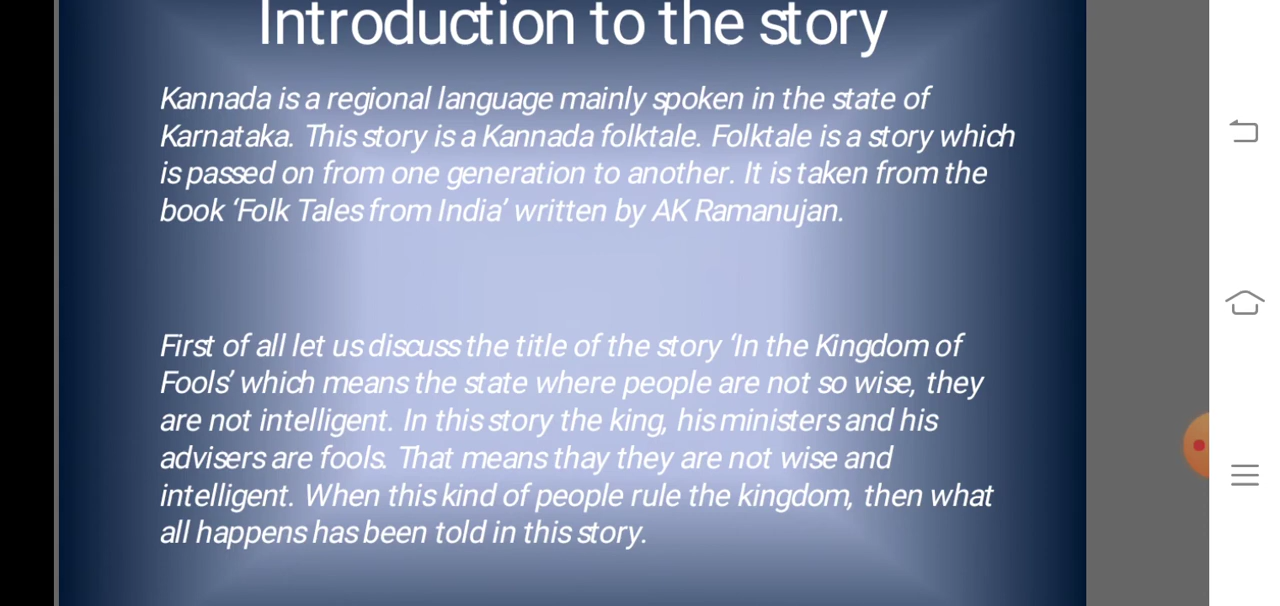 Introduction to the story
Kannada is a regional language mainly spoken in the state of
Karnataka. This story is a Kannada folktale. Folktale is a story which
is passed on from one generation to another. It is taken from the
book ‘Folk Tales from India’ written by AK Ramanujan.
First of all let us discuss the title of the story ‘In the Kingdom of
Fools’ which means the state where people are not so wise, they
are not intelligent. In this story the king, his ministers and his
advisers are fools. That means thay they are not wise and
intelligent. When this kind of people rule the kingdom, then what
all happens has been told in this story.